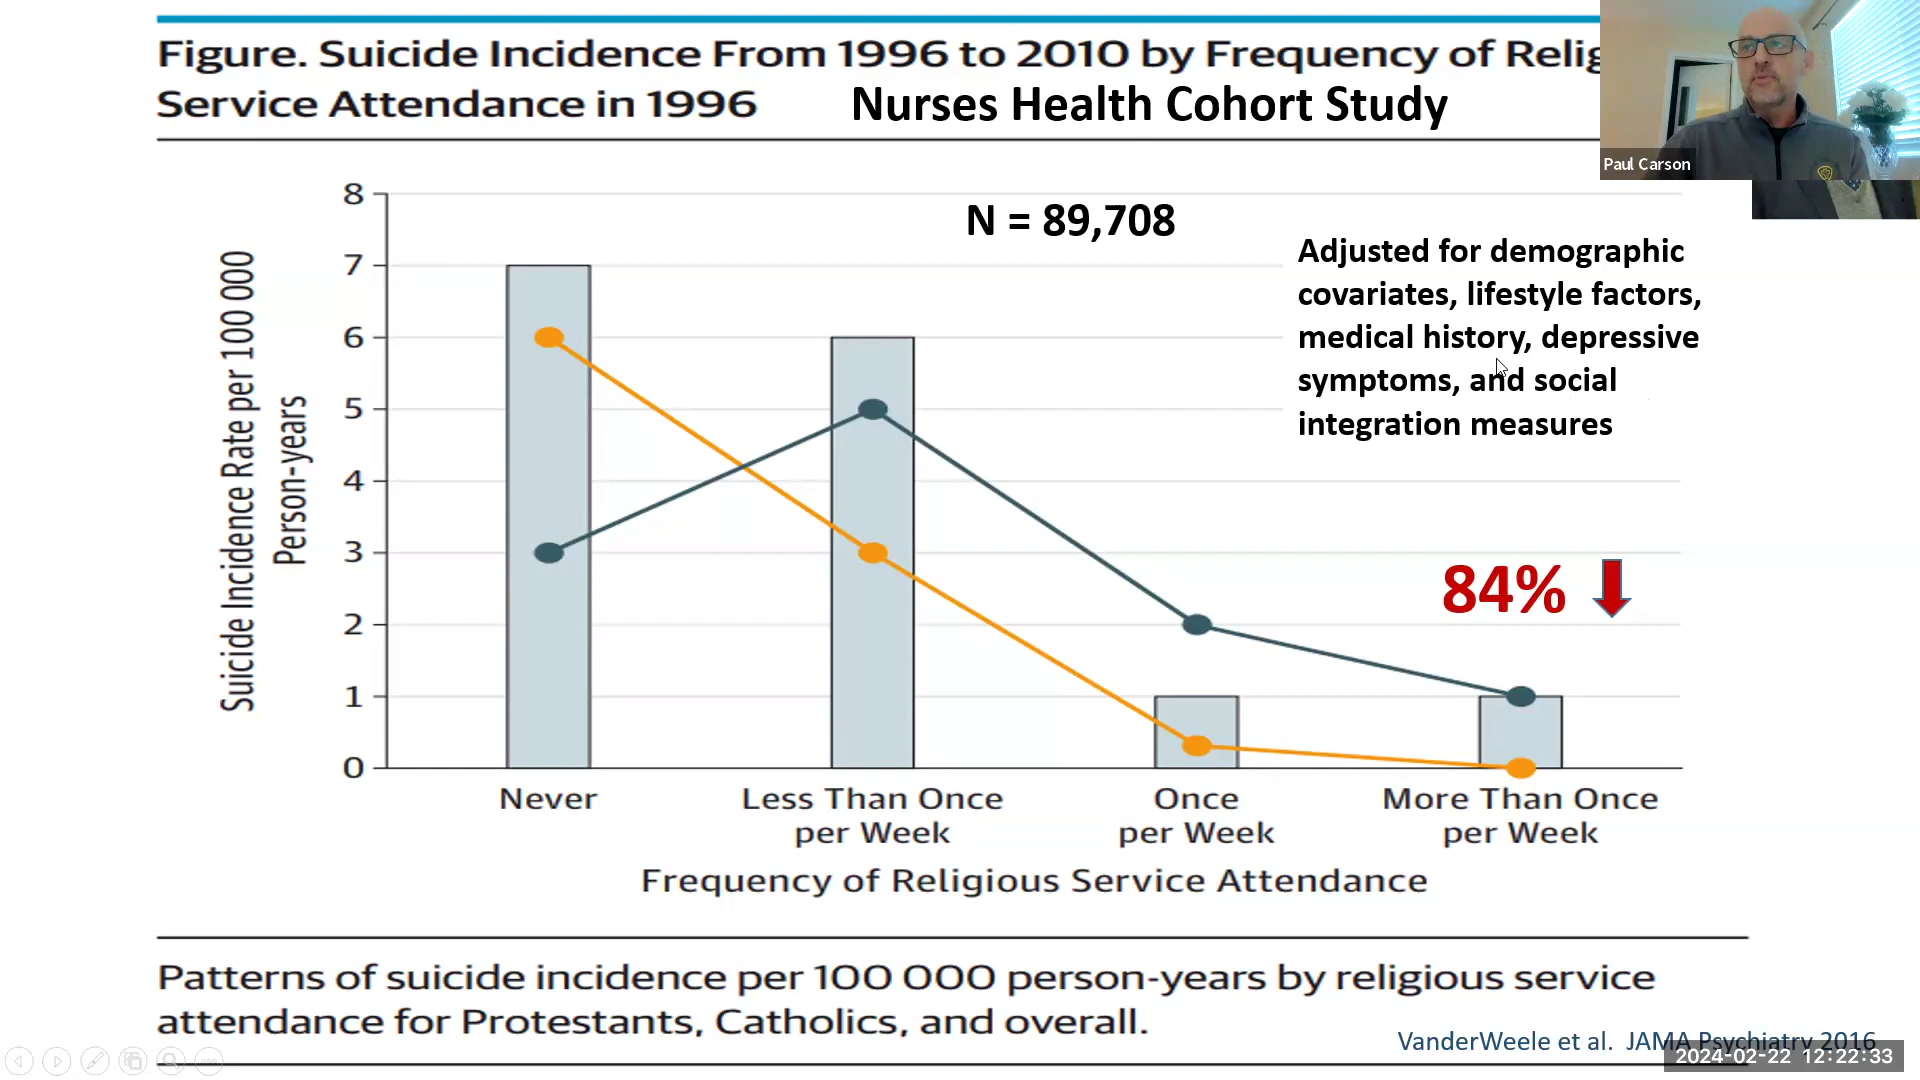 Figure. Suicide Incidence From 1996 to 2010 by Frequency of
Service Attendance in 1996
Nurses Health Cohort Study
Paul Carson
N = 89,708
Adjusted for demographic
covariates, lifestyle factors,
medical history, depressive
symptoms, and social
integration measures
Suicide Incidence Rate per 100 000
Person-years
8
7
6
5
4
3
2
1
0
84%
Never
Less Than Once
per Week
Once
per Week
More Than Once
per Week
Frequency of Religious Service Attendance
Patterns of suicide incidence per 100 000 person-years by religious service
attendance for Protestants, Catholics, and overall.
VanderWeele et al. JAMA Psychiatry 2016
2024-02-22 12:22:33